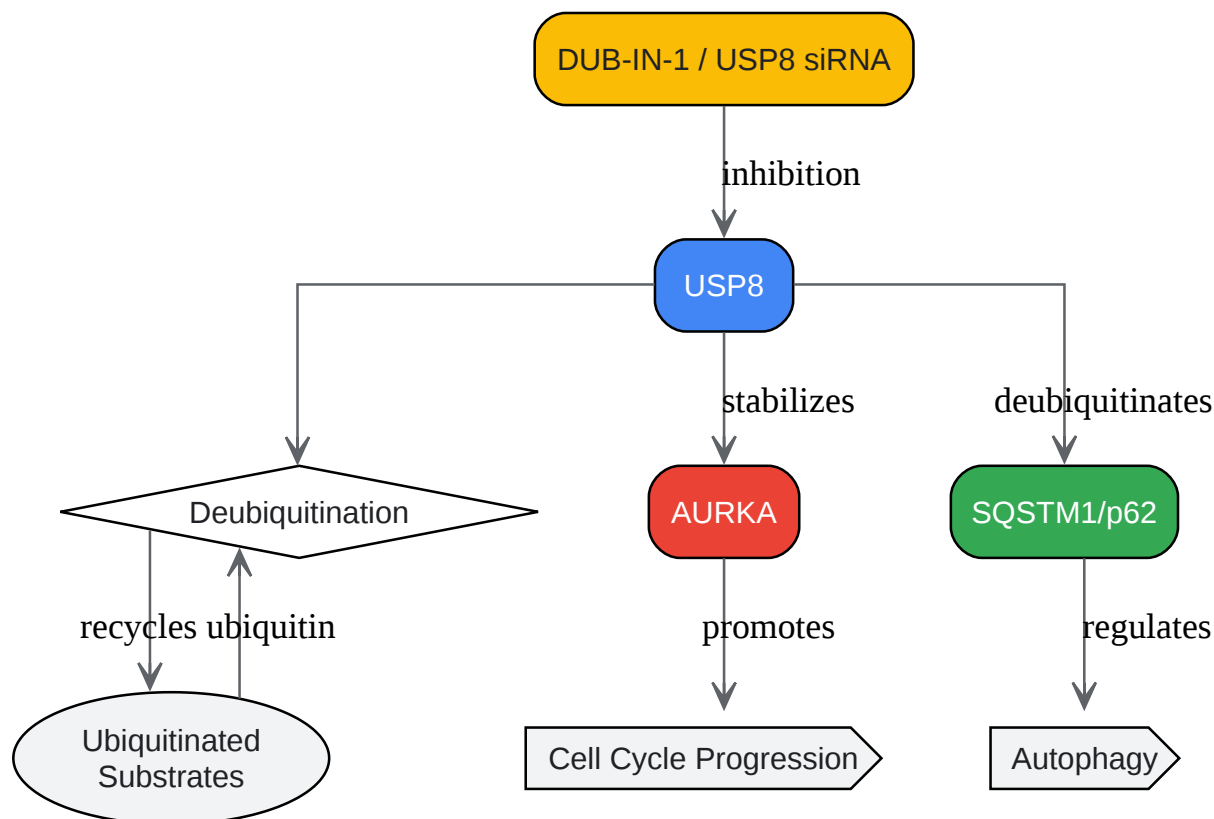 DUB-IN-1 / USP8 siRNA
inhibition
USP8
stabilizes
deubiquitinates
Deubiquitination
AURKA
SQSTM1/p62
recycles ubiquitin
promotes
regulates
Ubiquitinated
Substrates
Cell Cycle Progression
Autophagy